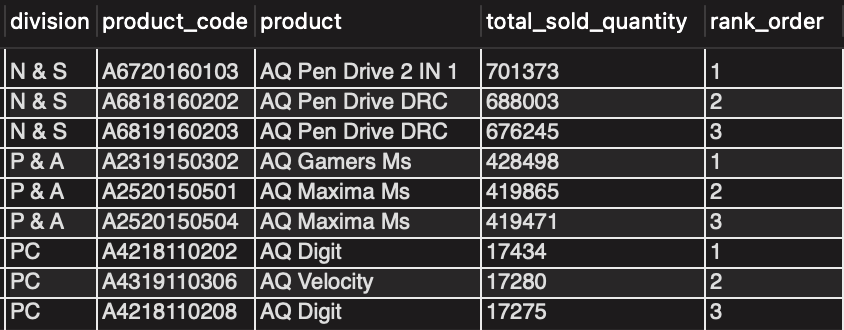 division product_code product total_sold_quantity rank_order
N & S A6720160103 AQ Pen Drive 2 IN 1 701373 1
N & S A6818160202 AQ Pen Drive DRC 688003 2
N & S A6819160203 AQ Pen Drive DRC 676245 3
P & A A2319150302 AQ Gamers Ms 428498 1
P & A A2520150501 AQ Maxima Ms 419865 2
P & A A2520150504 AQ Maxima Ms 419471 3
PC A4218110202 AQ Digit 17434 1
PC A4319110306 AQ Velocity 17280 2
PC A4218110208 AQ Digit 17275 3